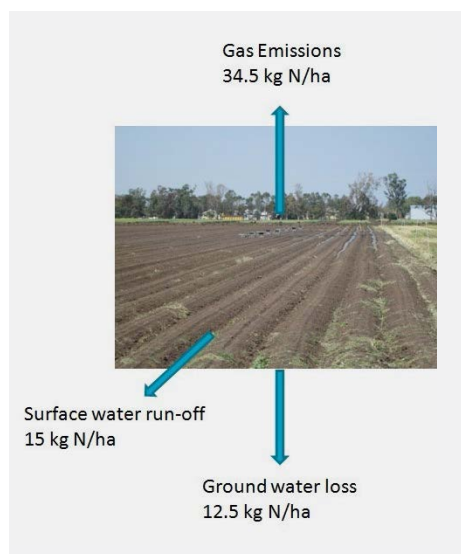 Gas Emissions
34.5 kg N/ha
Surface water run-off
15 kg N/ha
Ground water loss
12.5 kg N/ha